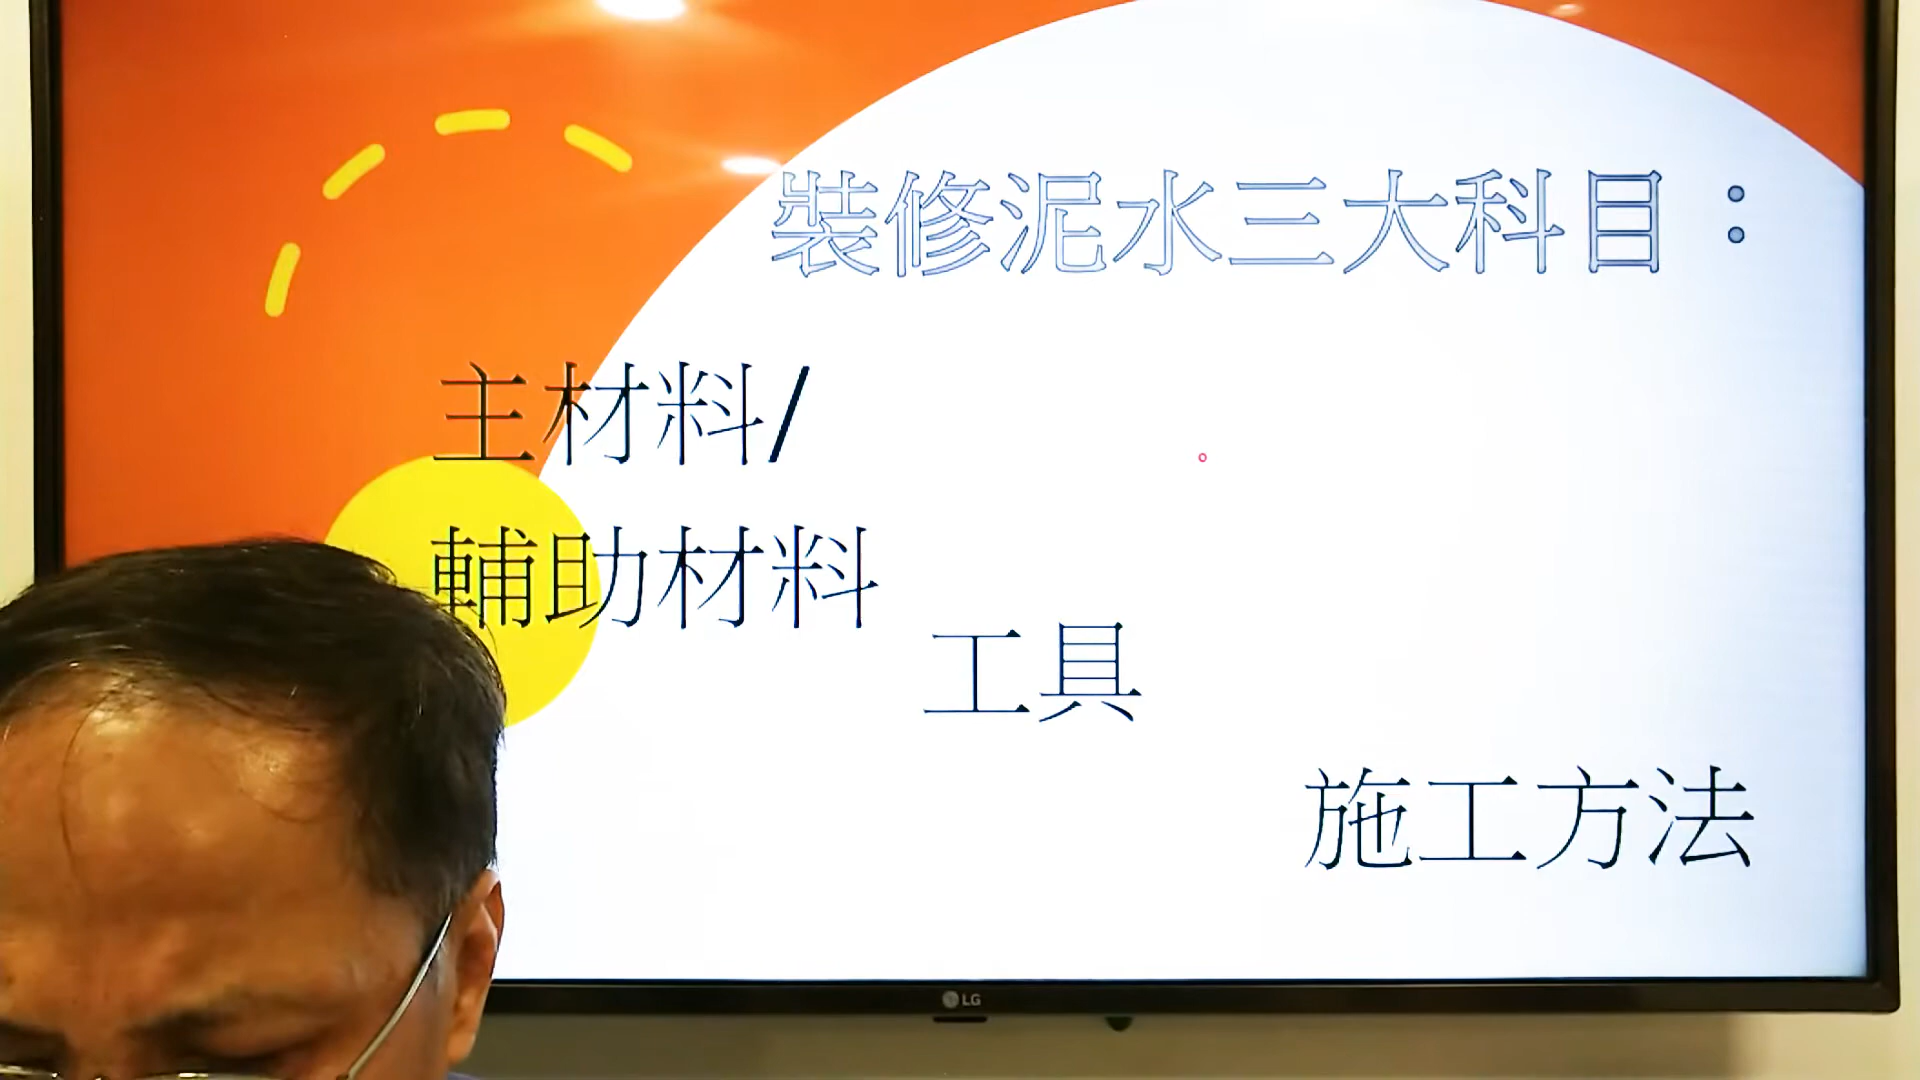 裝修泥水三大科目：
主材料/
輔助材料
工具
施工方法
LG